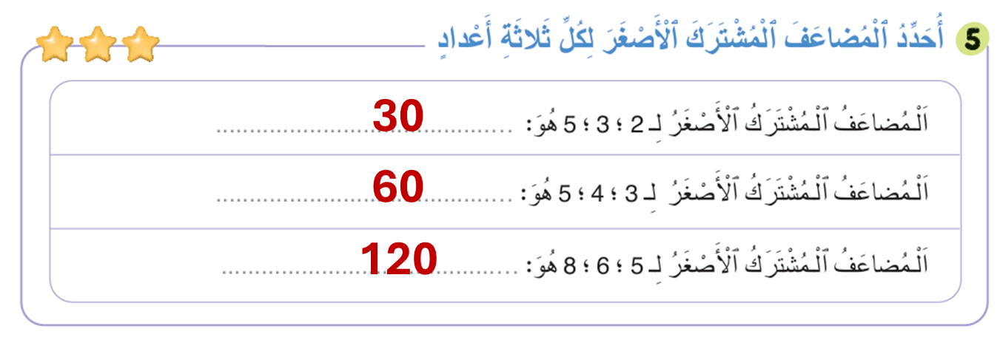 5 أُحَدِّدُ ٱلْمُضاعَفَ ٱلْمُشْتَرَكَ ٱلْأَصْغَرَ لِكُلِّ ثَلاثَةِ أَعْدادٍ
اَلْمُضاعَفُ ٱلْمُشْتَرَكُ ٱلْأَصْغَرُ لِـ 2 ؛ 3 ؛ 5 هُوَ: ........30........
اَلْمُضاعَفُ ٱلْمُشْتَرَكُ ٱلْأَصْغَرُ لِـ 3 ؛ 4 ؛ 5 هُوَ: ........60........
اَلْمُضاعَفُ ٱلْمُشْتَرَكُ ٱلْأَصْغَرُ لِـ 5 ؛ 6 ؛ 8 هُوَ: ........120........